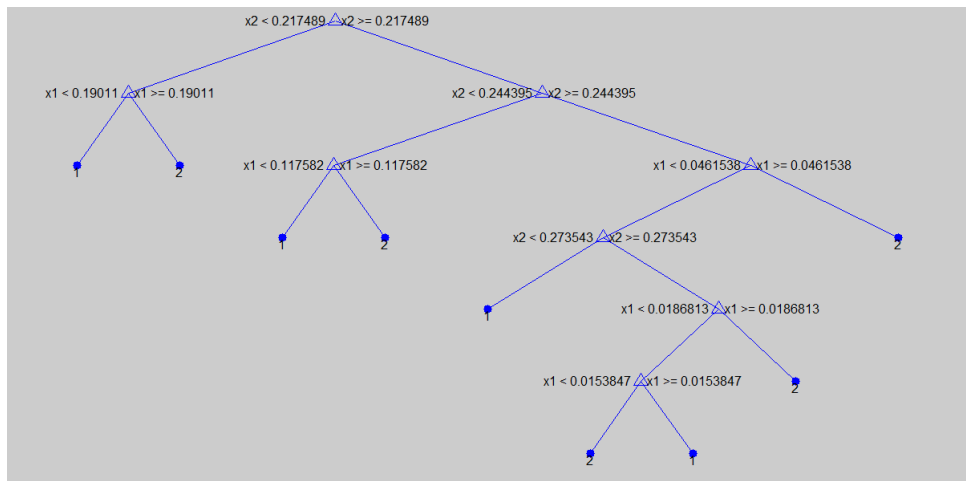 x2 < 0.217489 x2 >= 0.217489
x1 < 0.19011 x1 >= 0.19011
x2 < 0.244395 x2 >= 0.244395
1
2
x1 < 0.117582 x1 >= 0.117582
x1 < 0.0461538 x1 >= 0.0461538
1
2
x2 < 0.273543 x2 >= 0.273543
2
1
x1 < 0.0186813 x1 >= 0.0186813
x1 < 0.0153847 x1 >= 0.0153847
2
2
1